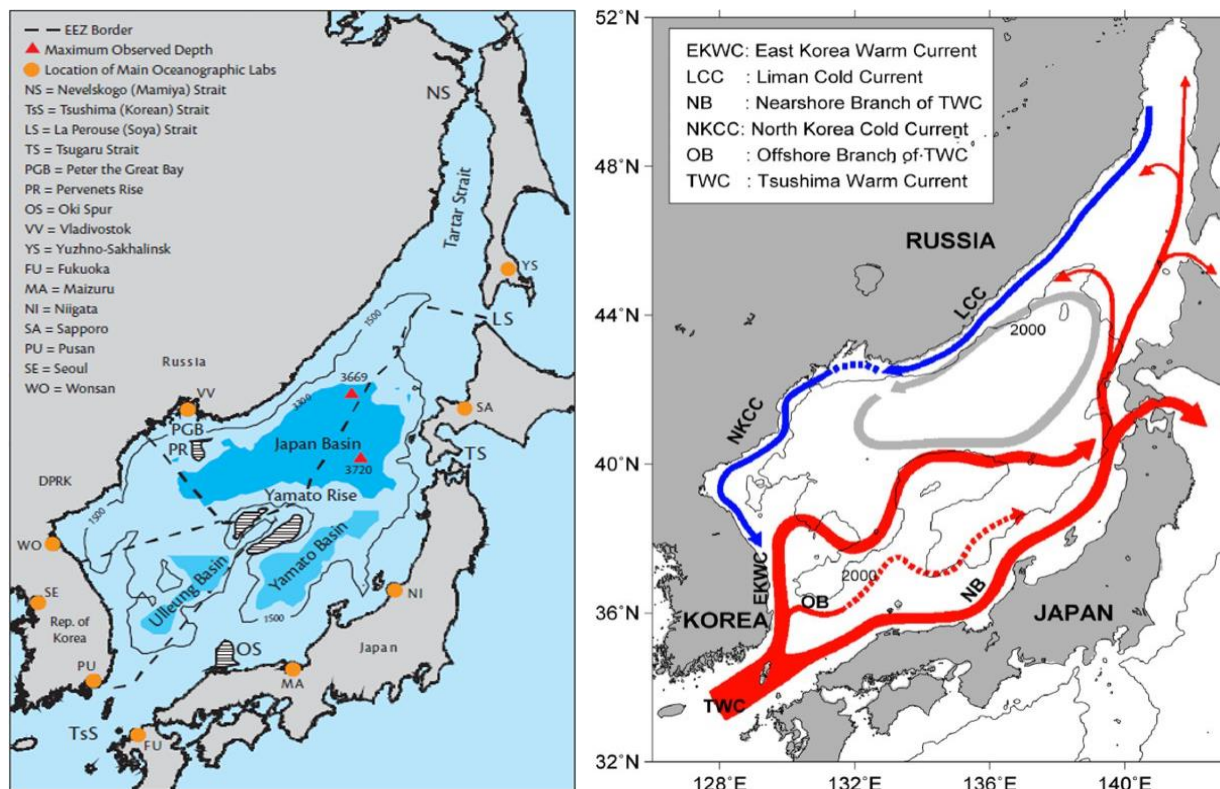 EEZ Border
Maximum Observed Depth
Location of Main Oceanographic Labs
NS = Nevelskogo (Mamiya) Strait
TsS = Tsushima (Korean) Strait
LS = La Perouse (Soya) Strait
TS = Tsugaru Strait
PGB = Peter the Great Bay
PR = Pervenets Rise
OS = Oki Spur
VV = Vladivostok
YS = Yuzhno-Sakhalinsk
FU = Fukuoka
MA = Maizuru
NI = Niigata
SA = Sapporo
PU = Pusan
SE = Seoul
WO = Wonsan
NS
Tartar Strait
YS
LS
1500
Russia
VV
3669
3300
SA
PGB
PR
Japan Basin
TS
3720
DPRK
Yamato Rise
1500
WO
Ulleung Basin
Yamato Basin
SE
NI
Rep. of
Korea
1500
OS
Japan
PU
MA
TsS
FU
52°N
EKWC: East Korea Warm Current
LCC : Liman Cold Current
NB : Nearshore Branch of TWC
NKCC: North Korea Cold Current
OB : Offshore Branch of TWC
TWC : Tsushima Warm Current
48°N
RUSSIA
LCC
44°N
2000
NKCC
40°N
EKWC
2000
OB
NB
36°N
KOREA
JAPAN
TWC
32°N
128°E
132°E
136°E
140°E